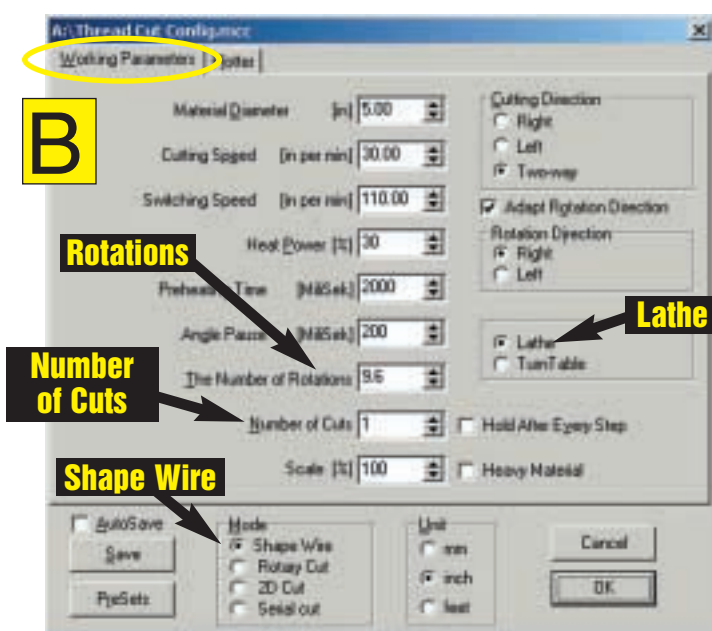 A:\Thread Cut Config.mcc
Working Parameters Plotter
B
Material Diameter [in] 5.00
Cutting Speed [in per min] 30.00
Switching Speed [in per min] 110.00
Heat Power [%] 30
Preheating Time [MilliSek] 2000
Angle Pause [MilliSek] 200
The Number of Rotations 9.6
Number of Cuts 1
Scale [%] 100
Cutting Direction
Right
Left
Two-way
Adapt Rotation Direction
Rotation Direction
Right
Left
Lathe
TurnTable
Hold After Every Step
Heavy Material
Rotations
Lathe
Number
of Cuts
Shape Wire
AutoSave
Save
PreSets
Mode
Shape Wire
Rotary Cut
2D Cut
Serial cut
Unit
mm
inch
feet
Cancel
OK